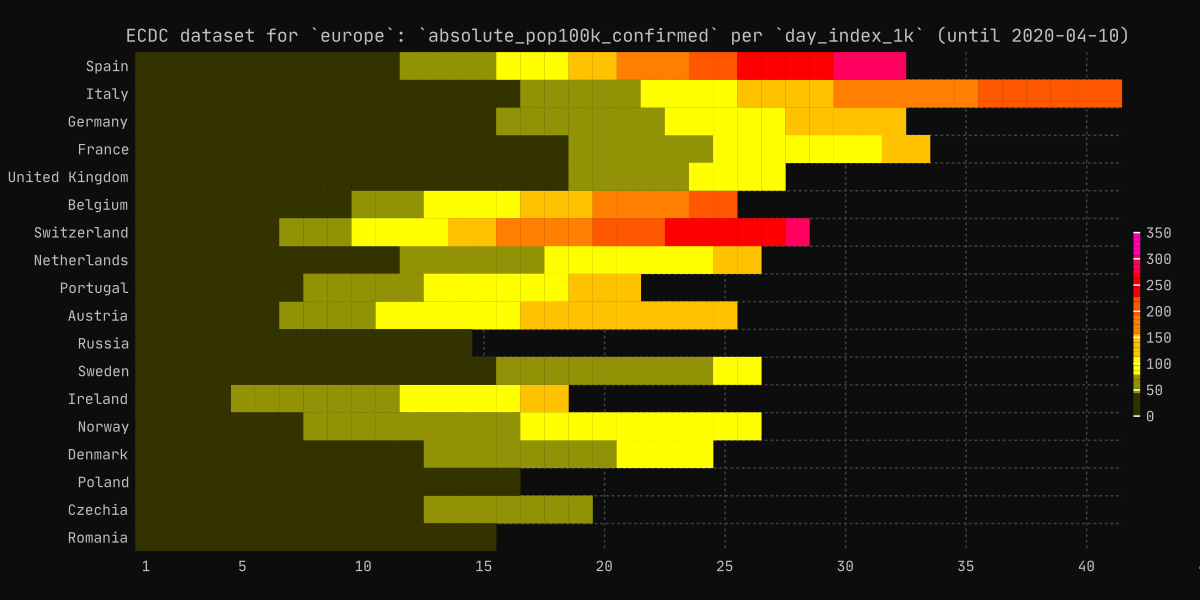 ECDC dataset for `europe`: `absolute_pop100k_confirmed` per `day_index_1k` (until 2020-04-10)
Spain
Italy
Germany
France
United Kingdom
Belgium
Switzerland
Netherlands
Portugal
Austria
Russia
Sweden
Ireland
Norway
Denmark
Poland
Czechia
Romania
1 5 10 15 20 25 30 35 40
350
300
250
200
150
100
50
0